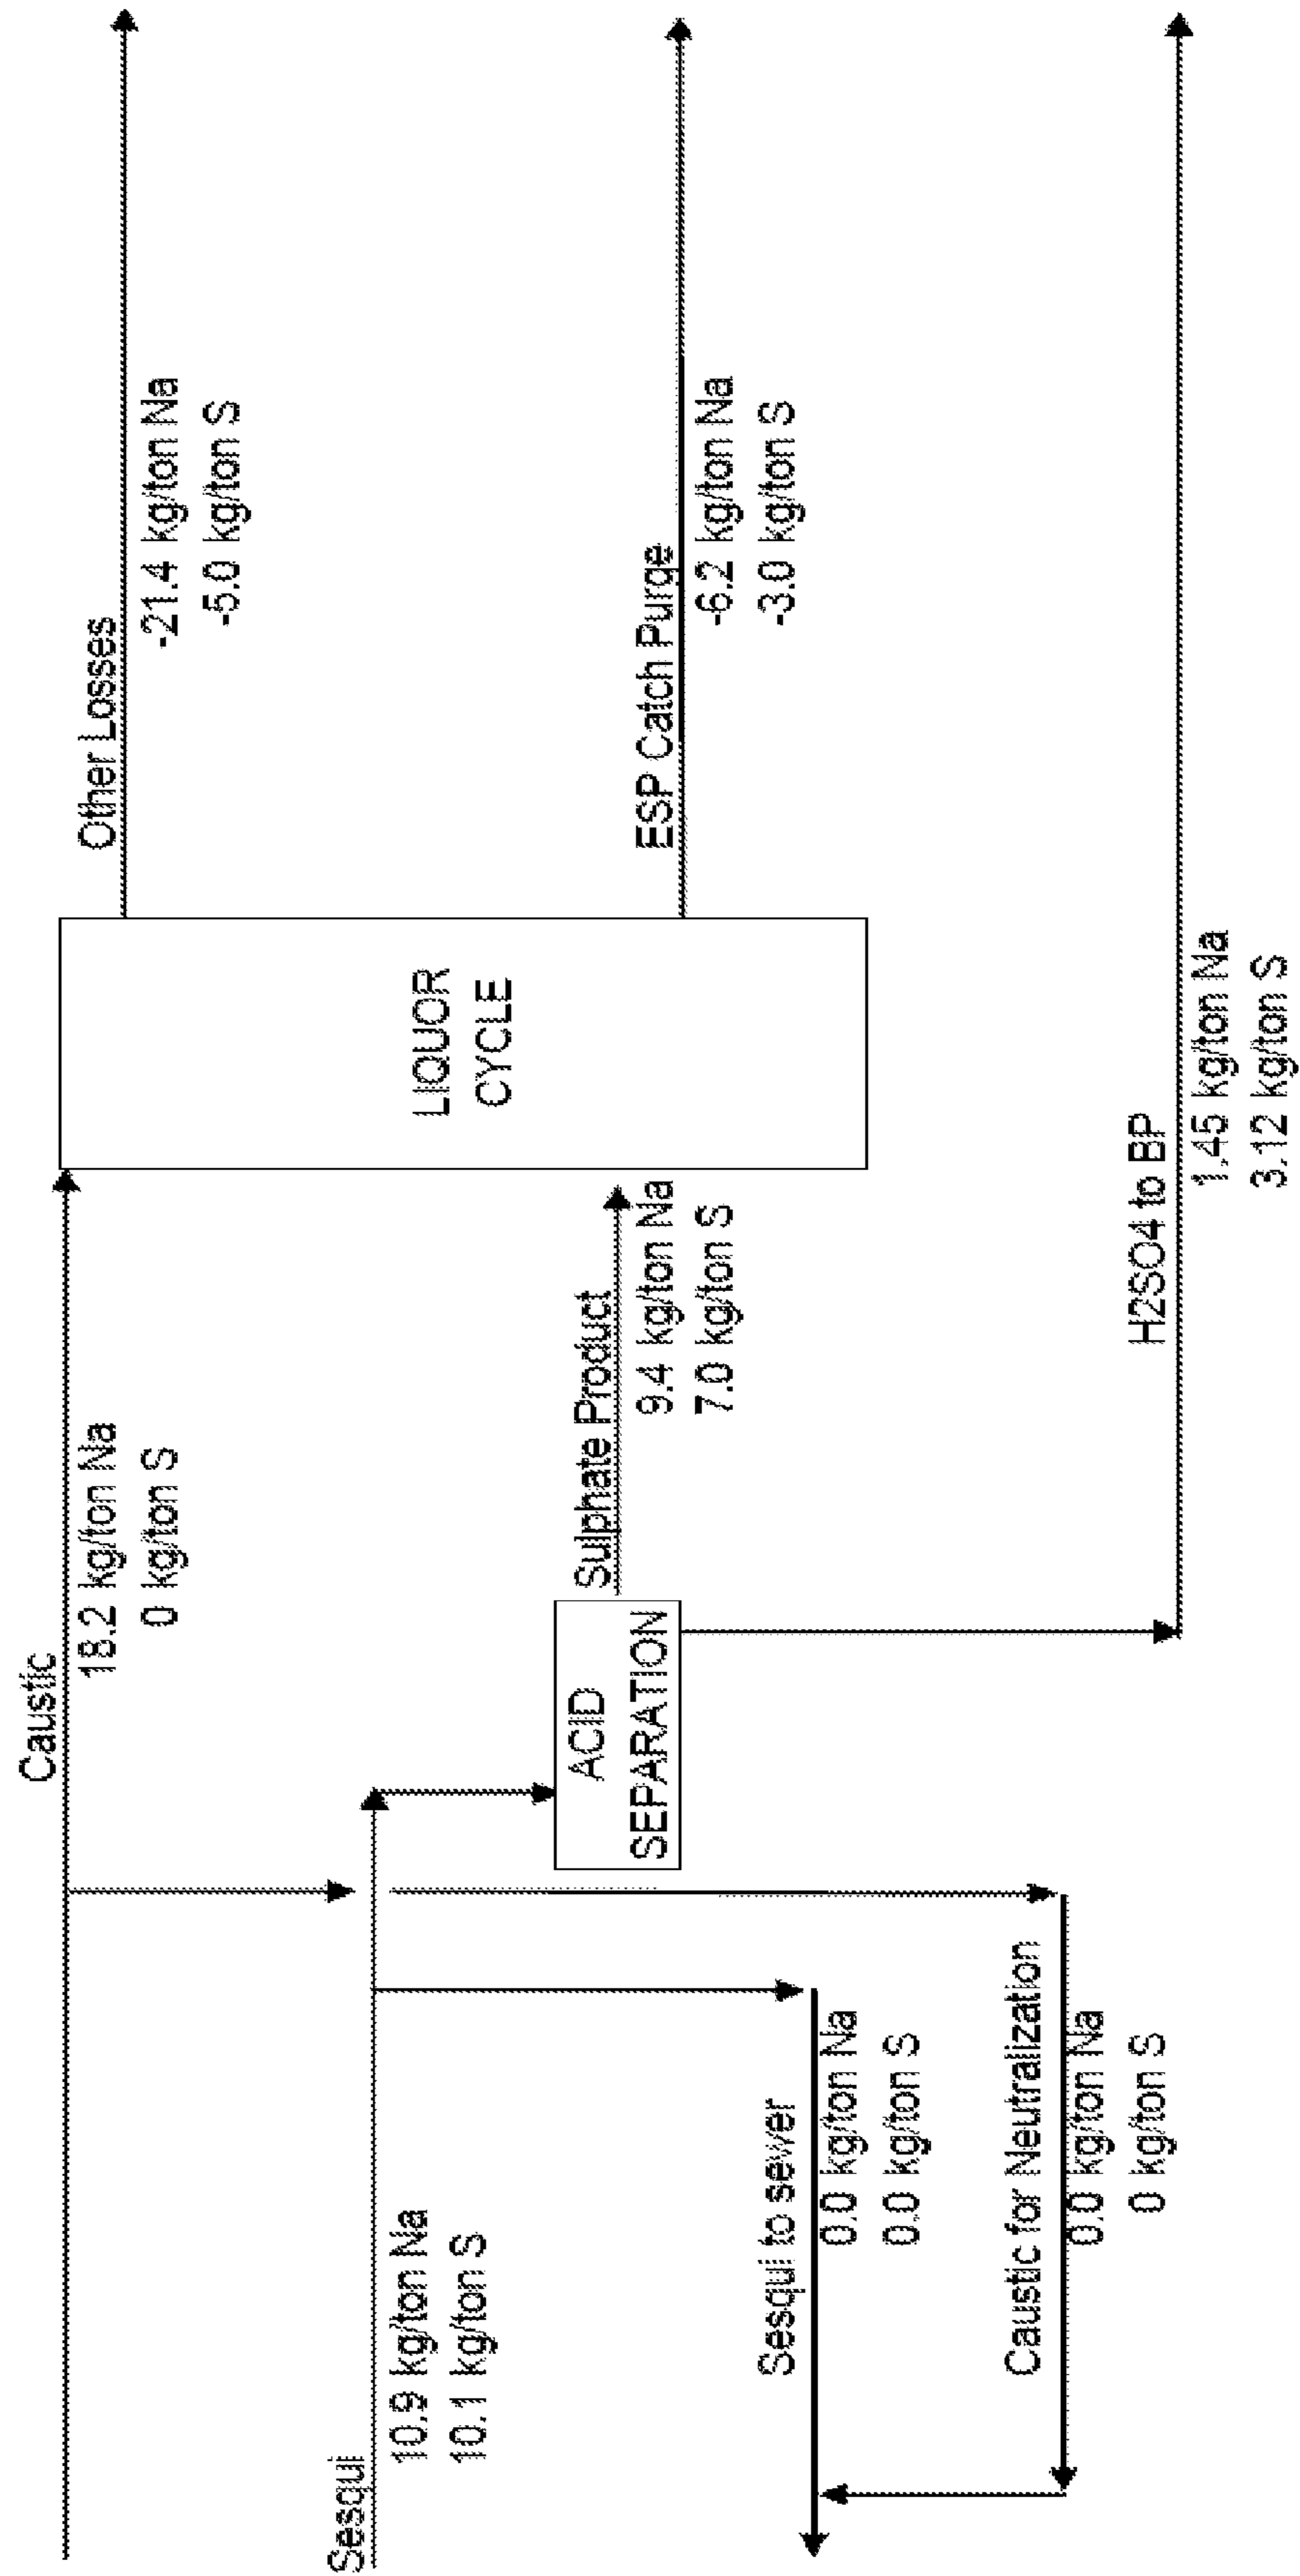 Caustic
18.2 kg/ton Na
0 kg/ton S
Other Losses
-21.4 kg/ton Na
-5.0 kg/ton S
Sesqui
10.9 kg/ton Na
10.1 kg/ton S
LIQUOR
CYCLE
ACID
SEPARATION
Sulphate Product
9.4 kg/ton Na
7.0 kg/ton S
ESP Catch Purge
-6.2 kg/ton Na
-3.0 kg/ton S
Sesqui to sewer
0.0 kg/ton Na
0.0 kg/ton S
Caustic for Neutralization
0.0 kg/ton Na
0 kg/ton S
H2SO4 to BP
1.45 kg/ton Na
3.12 kg/ton S